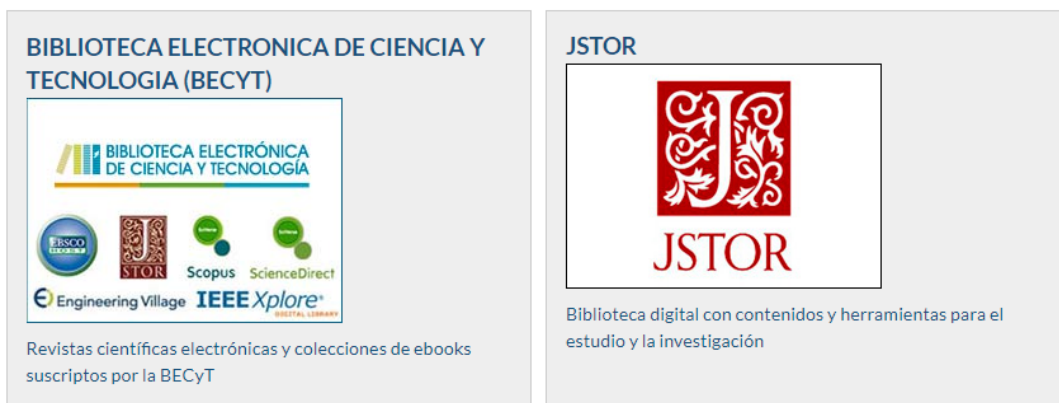 BIBLIOTECA ELECTRONICA DE CIENCIA Y
TECNOLOGIA (BECYT)
BIBLIOTECA ELECTRÓNICA
DE CIENCIA Y TECNOLOGÍA
EBSCO
HOST
JSTOR
Scopus
ScienceDirect
Engineering Village
IEEE Xplore®
DIGITAL LIBRARY
Revistas científicas electrónicas y colecciones de ebooks
suscriptos por la BECyT
JSTOR
J
JSTOR
Biblioteca digital con contenidos y herramientas para el
estudio y la investigación